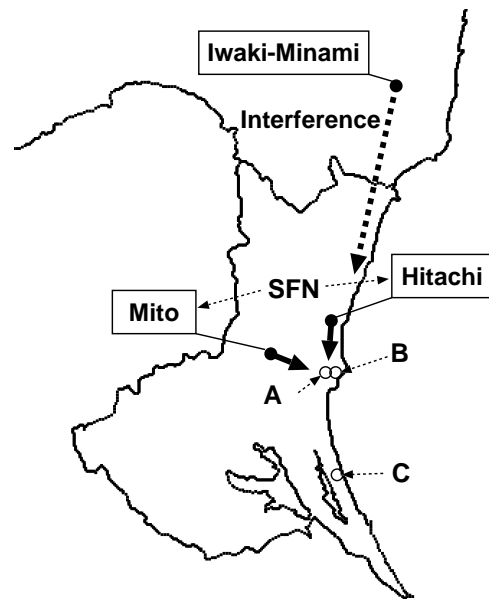 Iwaki-Minami
Interference
SFN
Hitachi
Mito
B
A
C